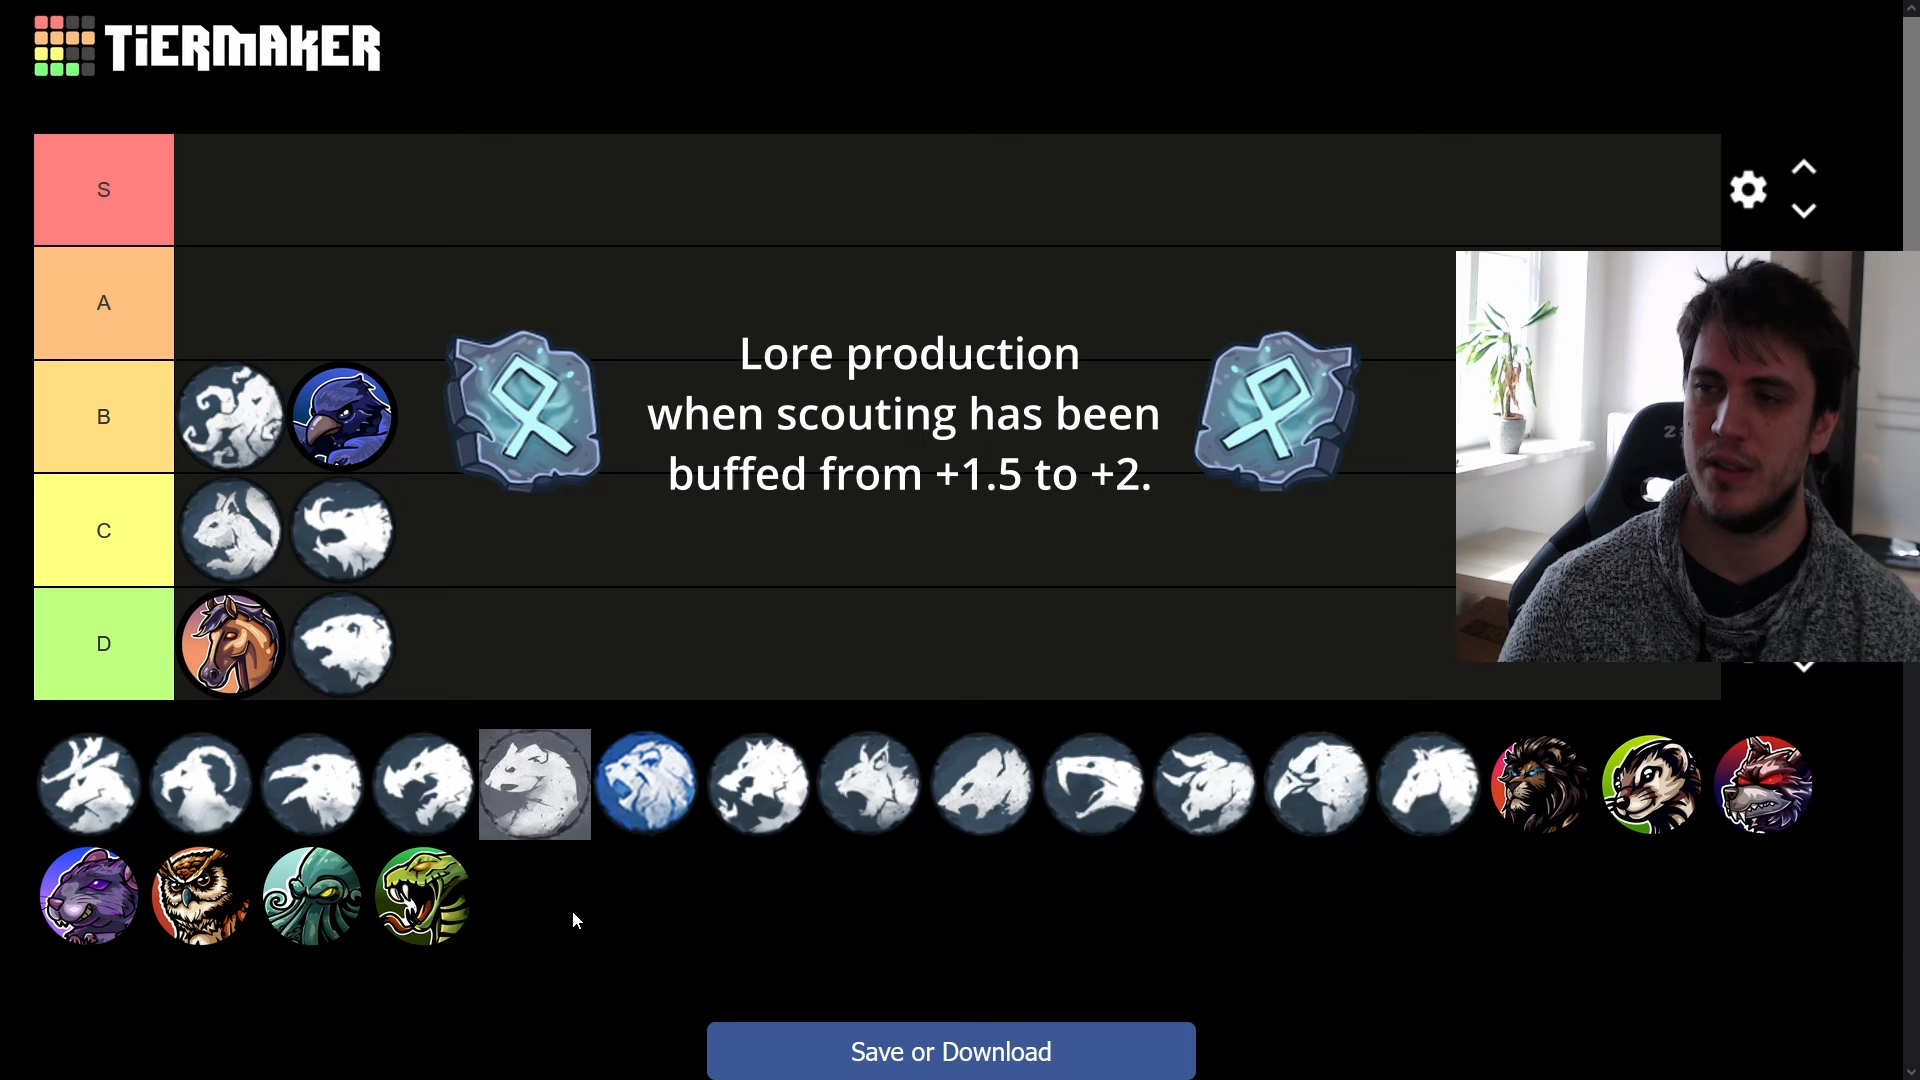 TiERMAKER
S
A
B
C
D
Lore production
when scouting has been
buffed from +1.5 to +2.
Save or Download